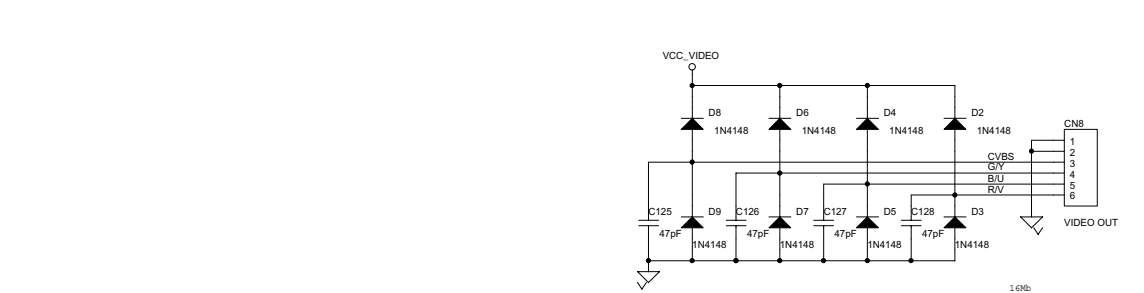 VCC_VIDEO
D8
D6
D4
D2
1N4148
1N4148
1N4148
1N4148
CN8
1
2
CVBS
3
G/Y
4
B/U
5
R/V
6
C125
D9
C126
D7
C127
D5
C128
D3
VIDEO OUT
47pF
47pF
47pF
47pF
1N4148
1N4148
1N4148
1N4148
16Mb